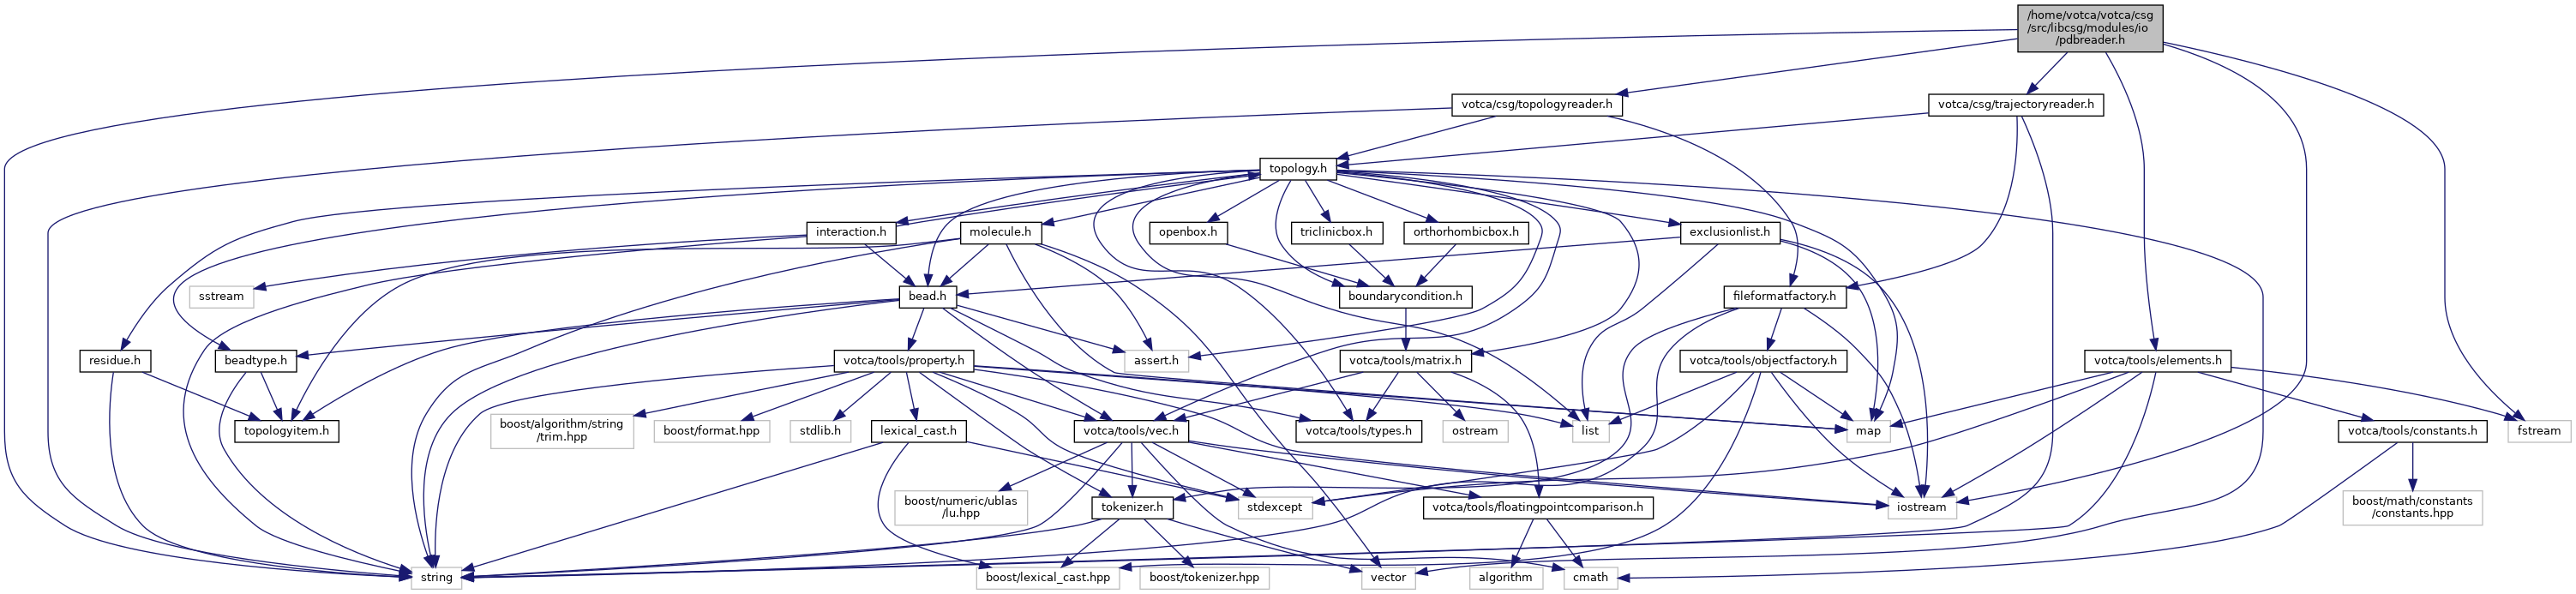 /home/votca/votca/csg
/src/libcsg/modules/io
/pdbreader.h
votca/csg/topologyreader.h
votca/csg/trajectoryreader.h
topology.h
interaction.h
molecule.h
openbox.h
triclinicbox.h
orthorhombicbox.h
exclusionlist.h
sstream
bead.h
boundarycondition.h
fileformatfactory.h
residue.h
beadtype.h
votca/tools/property.h
assert.h
votca/tools/matrix.h
votca/tools/objectfactory.h
votca/tools/elements.h
topologyitem.h
boost/algorithm/string
/trim.hpp
boost/format.hpp
stdlib.h
lexical_cast.h
votca/tools/vec.h
votca/tools/types.h
ostream
list
map
votca/tools/constants.h
fstream
boost/numeric/ublas
/lu.hpp
tokenizer.h
stdexcept
votca/tools/floatingpointcomparison.h
iostream
boost/math/constants
/constants.hpp
string
boost/lexical_cast.hpp
boost/tokenizer.hpp
vector
algorithm
cmath